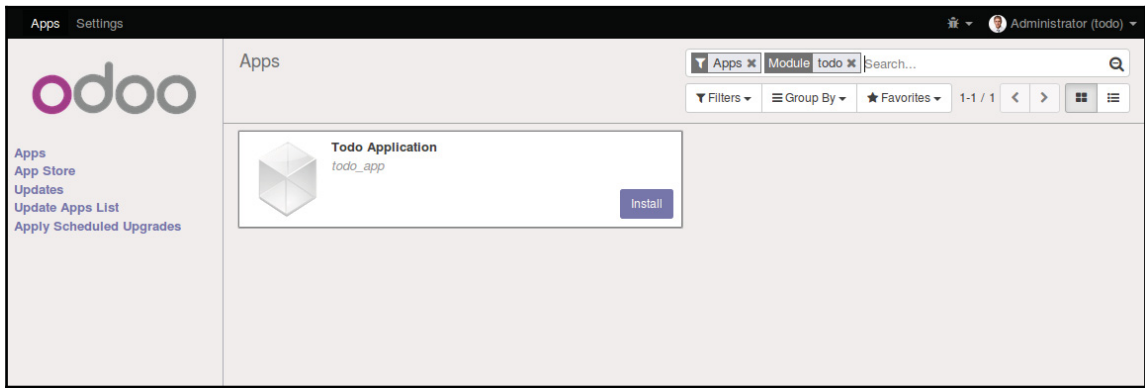 Apps Settings
Administrator (todo)
odoo
Apps
App Store
Updates
Update Apps List
Apply Scheduled Upgrades
Apps
Apps Module todo Search...
Filters Group By Favorites 1-1 / 1
Todo Application
todo_app
Install